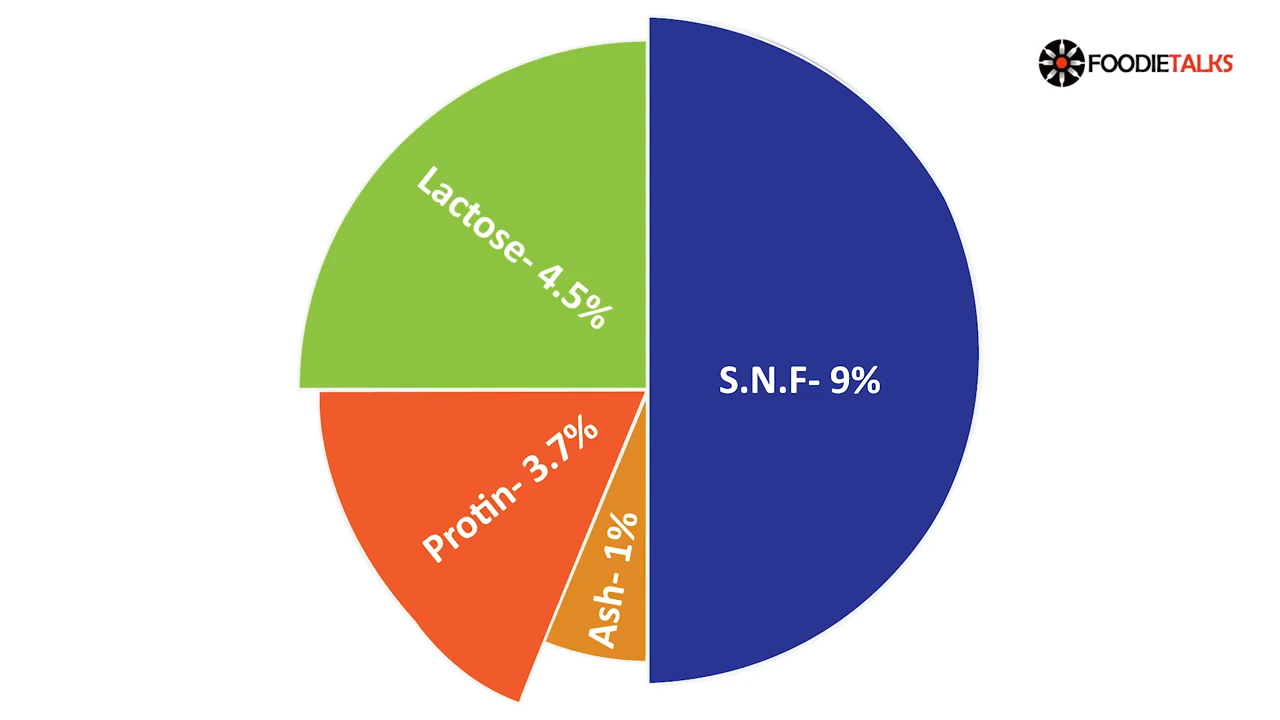 FOODIETALKS
Lactose- 4.5%
S.N.F- 9%
Protin- 3.7%
Ash- 1%